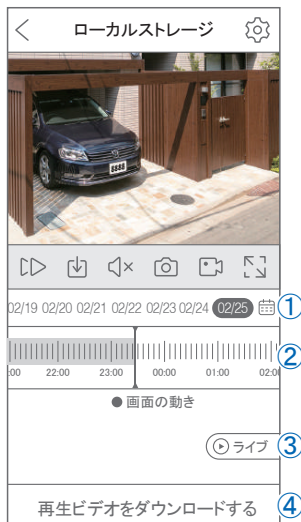 ローカルストレージ
8888
02/19 02/20 02/21 02/22 02/23 02/24 02/25 ①
②
:00 22:00 23:00 00:00 01:00 02:0
● 画面の動き
ライブ ③
再生ビデオをダウンロードする ④